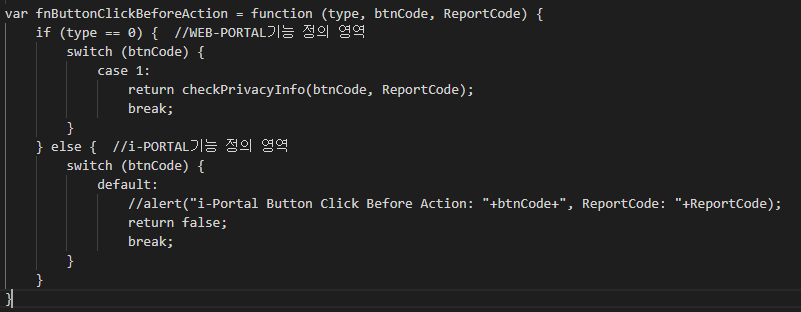 var fnButtonClickBeforeAction = function (type, btnCode, ReportCode) {
    if (type == 0) {  //WEB-PORTAL기능 정의 영역
        switch (btnCode) {
            case 1:
                return checkPrivacyInfo(btnCode, ReportCode);
                break;
        }
    } else {  //i-PORTAL기능 정의 영역
        switch (btnCode) {
            default:
                //alert("i-Portal Button Click Before Action: "+btnCode+", ReportCode: "+ReportCode);
                return false;
                break;
        }
    }
}